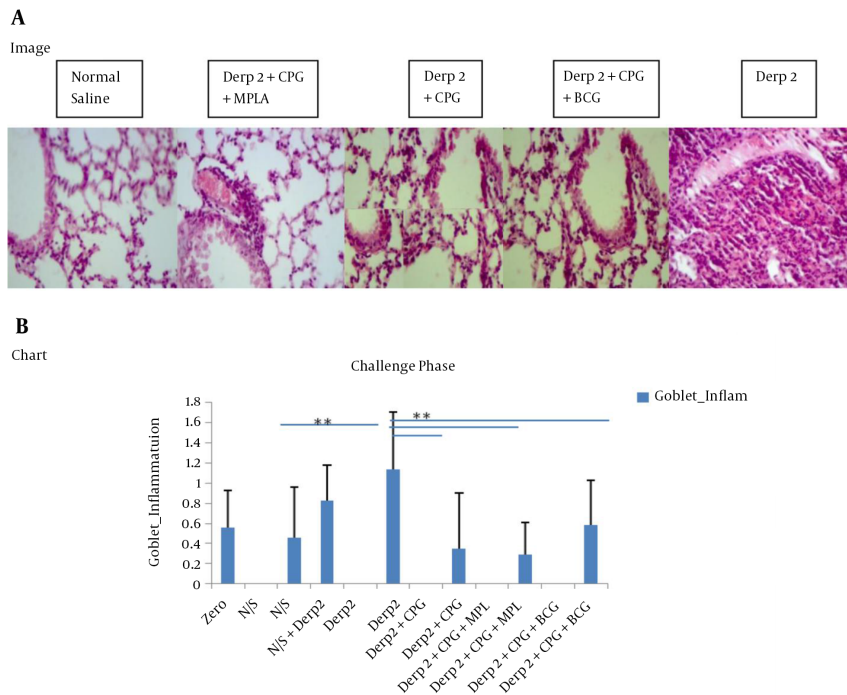 A
Image
Normal
Saline
Derp 2 + CPG
+ MPLA
Derp 2
+ CPG
Derp 2 + CPG
+ BCG
Derp 2
B
Chart
Challenge Phase
Goblet_Inflam
Goblet_Inflammatuion
1.8
1.6
1.4
1.2
1
0.8
0.6
0.4
0.2
0
**
**
Zero
N/S
N/S
N/S + Derp2
Derp2
Derp2
Derp2 + CPG
Derp2 + CPG
Derp 2 + CPG + MPL
Derp 2 + CPG + MPL
Derp 2 + CPG + BCG
Derp 2 + CPG + BCG